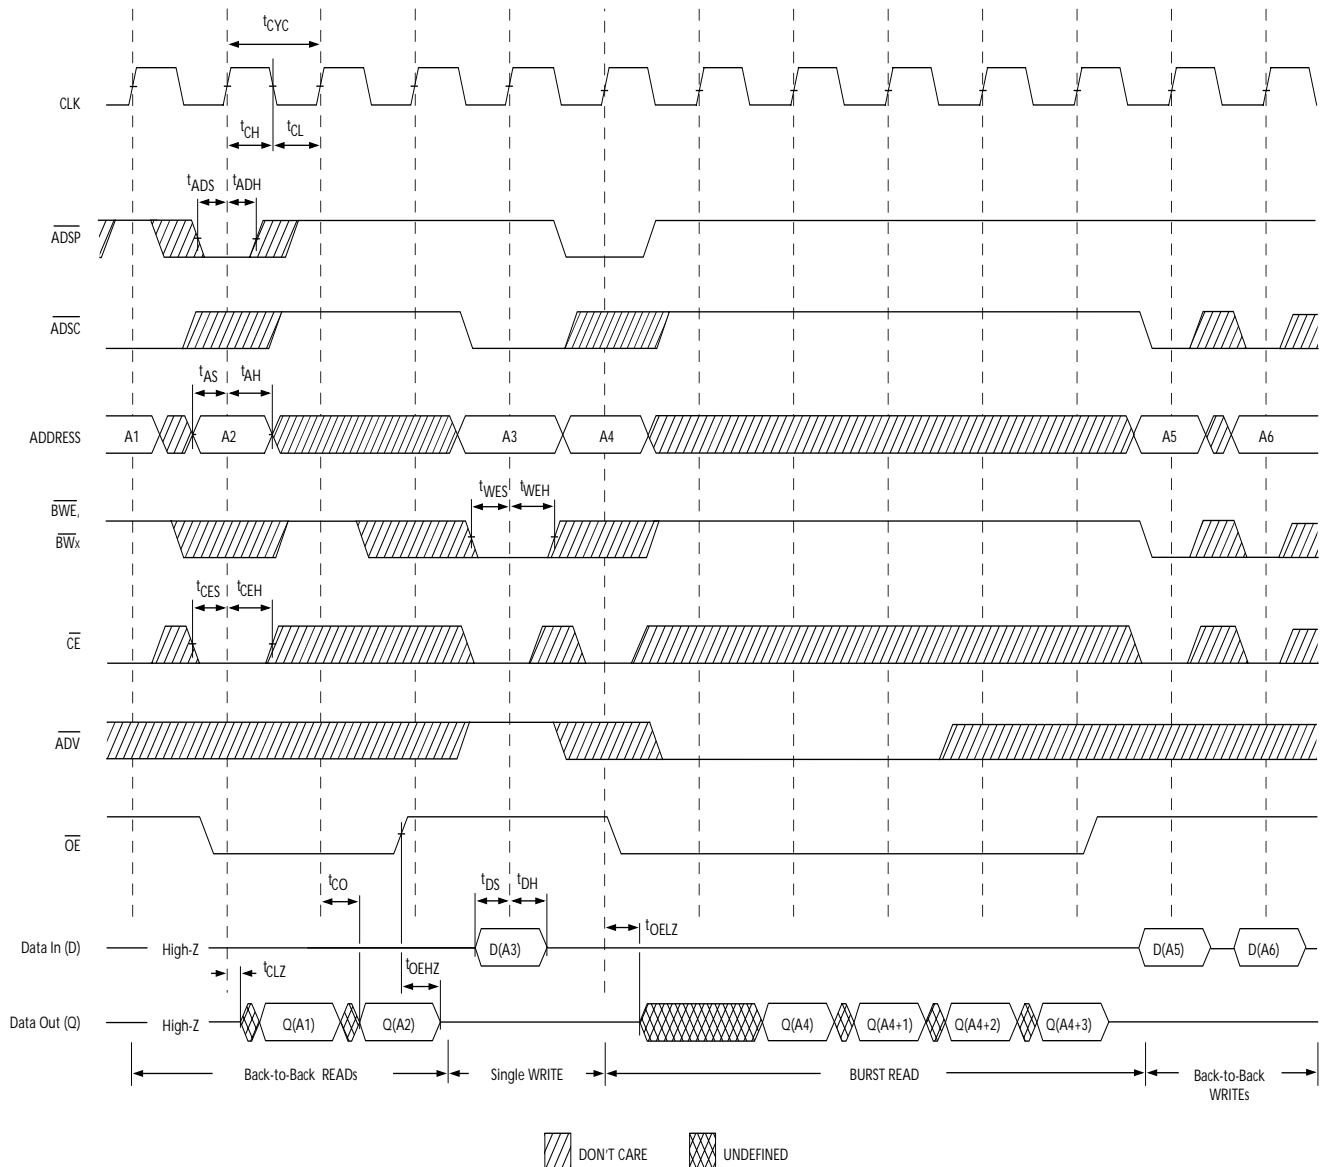 tCYC
CLK
tCH tCL
tADS tADH
ADSP
ADSC
tAS tAH
ADDRESS A1 A2 A3 A4 A5 A6
tWES tWEH
BWE,
BWx
tCES tCEH
CE
ADV
OE
tCO tDS tDH
tOELZ
Data In (D) High-Z D(A3) D(A5) D(A6)
tCLZ tOEHZ
Data Out (Q) High-Z Q(A1) Q(A2) Q(A4) Q(A4+1) Q(A4+2) Q(A4+3)
Back-to-Back READs Single WRITE BURST READ Back-to-Back
WRITEs
DON'T CARE UNDEFINED